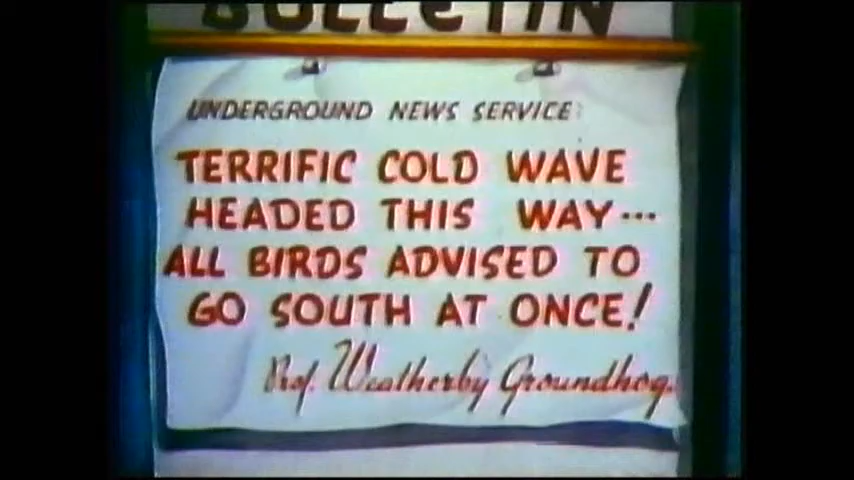 BULLETIN
UNDERGROUND NEWS SERVICE:
TERRIFIC COLD WAVE
HEADED THIS WAY...
ALL BIRDS ADVISED TO
GO SOUTH AT ONCE!
Prof. Weatherby Groundhog.